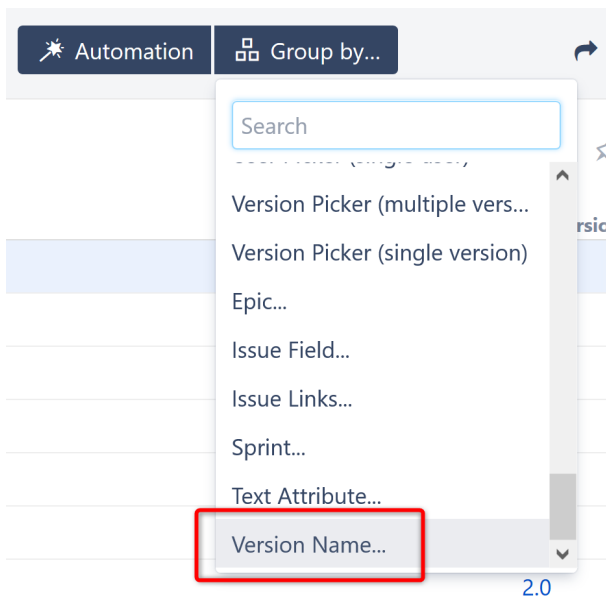 Automation
Group by...
Search
Version Picker (multiple vers...
Version Picker (single version)
Epic...
Issue Field...
Issue Links...
Sprint...
Text Attribute...
Version Name...
2.0